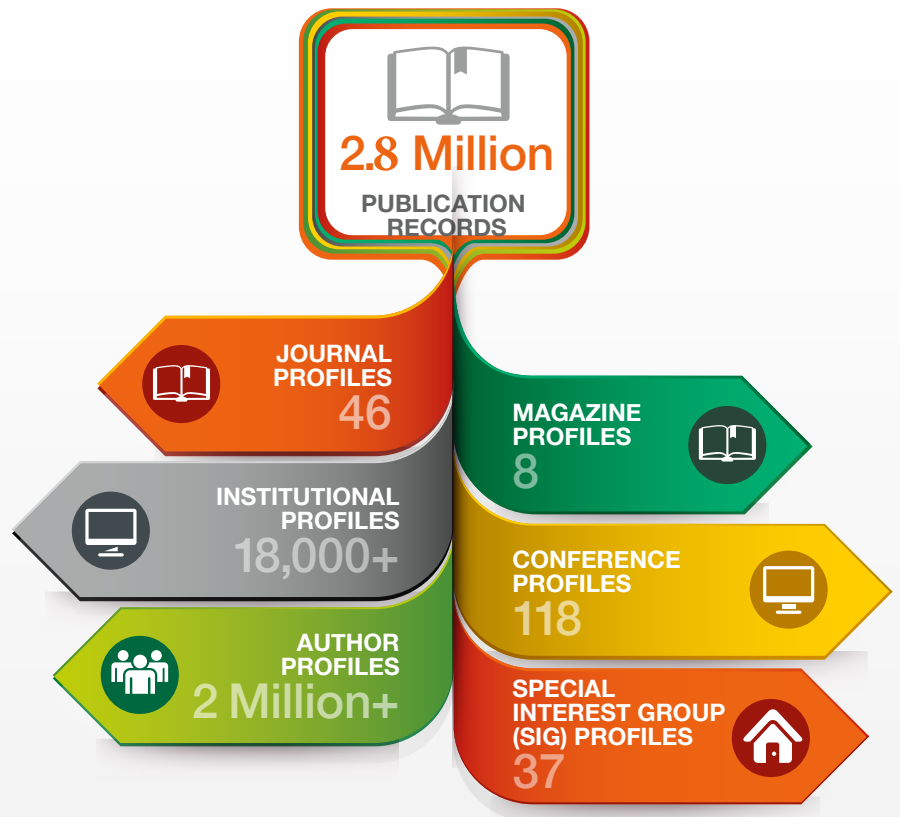 2.8 Million
PUBLICATION
RECORDS
JOURNAL
PROFILES
46
MAGAZINE
PROFILES
8
INSTITUTIONAL
PROFILES
18,000+
CONFERENCE
PROFILES
118
AUTHOR
PROFILES
2 Million+
SPECIAL
INTEREST GROUP
(SIG) PROFILES
37